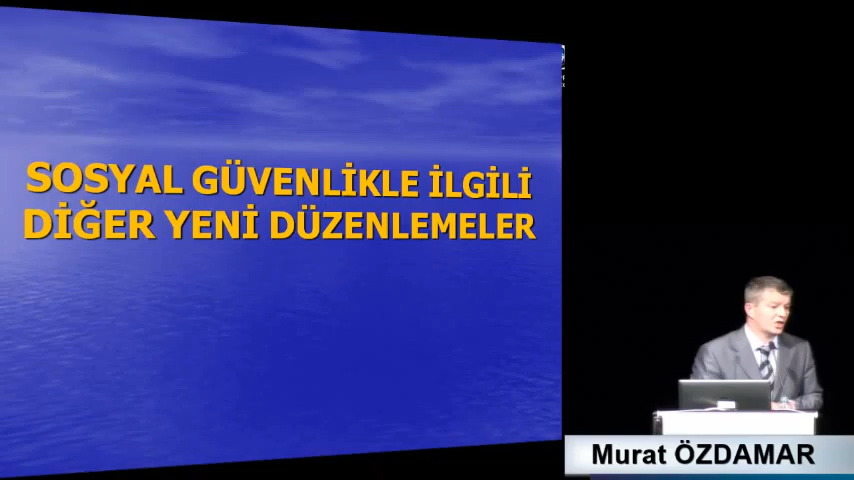 SOSYAL GÜVENLİKLE İLGİLİ
DİĞER YENİ DÜZENLEMELER
Murat ÖZDAMAR